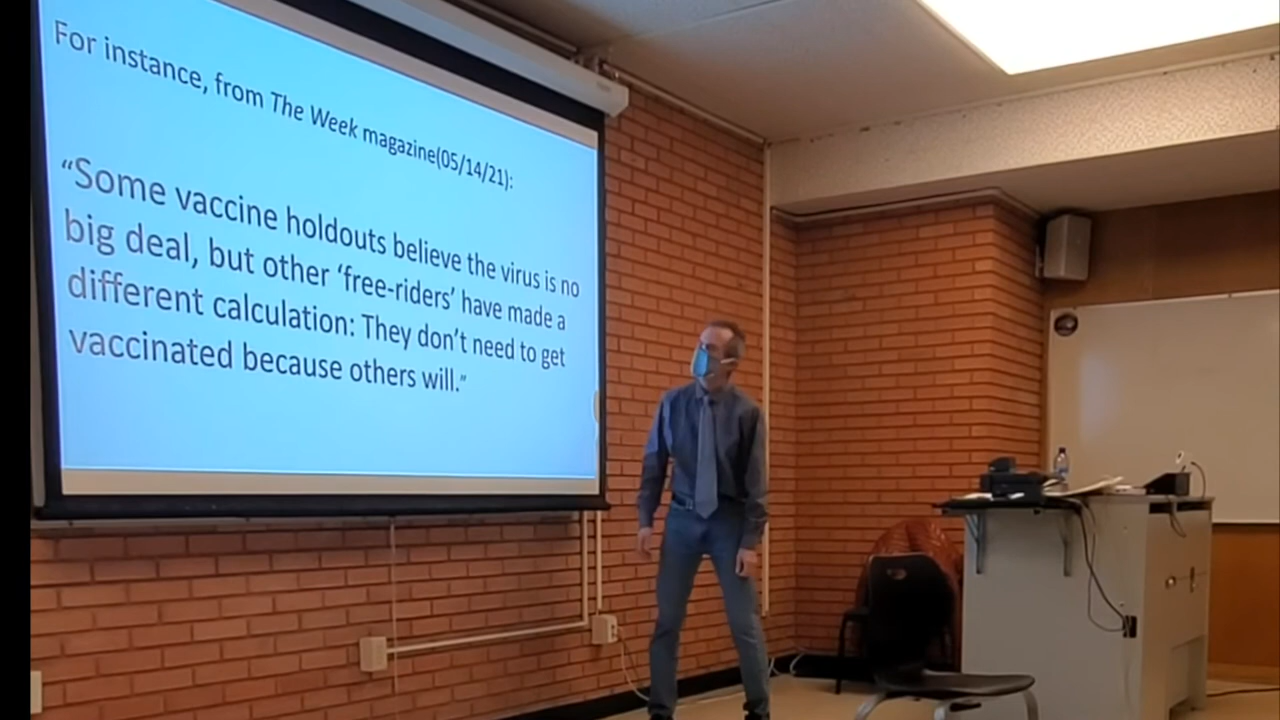 For instance, from The Week magazine(05/14/21):
“Some vaccine holdouts believe the virus is no
big deal, but other ‘free-riders’ have made a
different calculation: They don’t need to get
vaccinated because others will.”